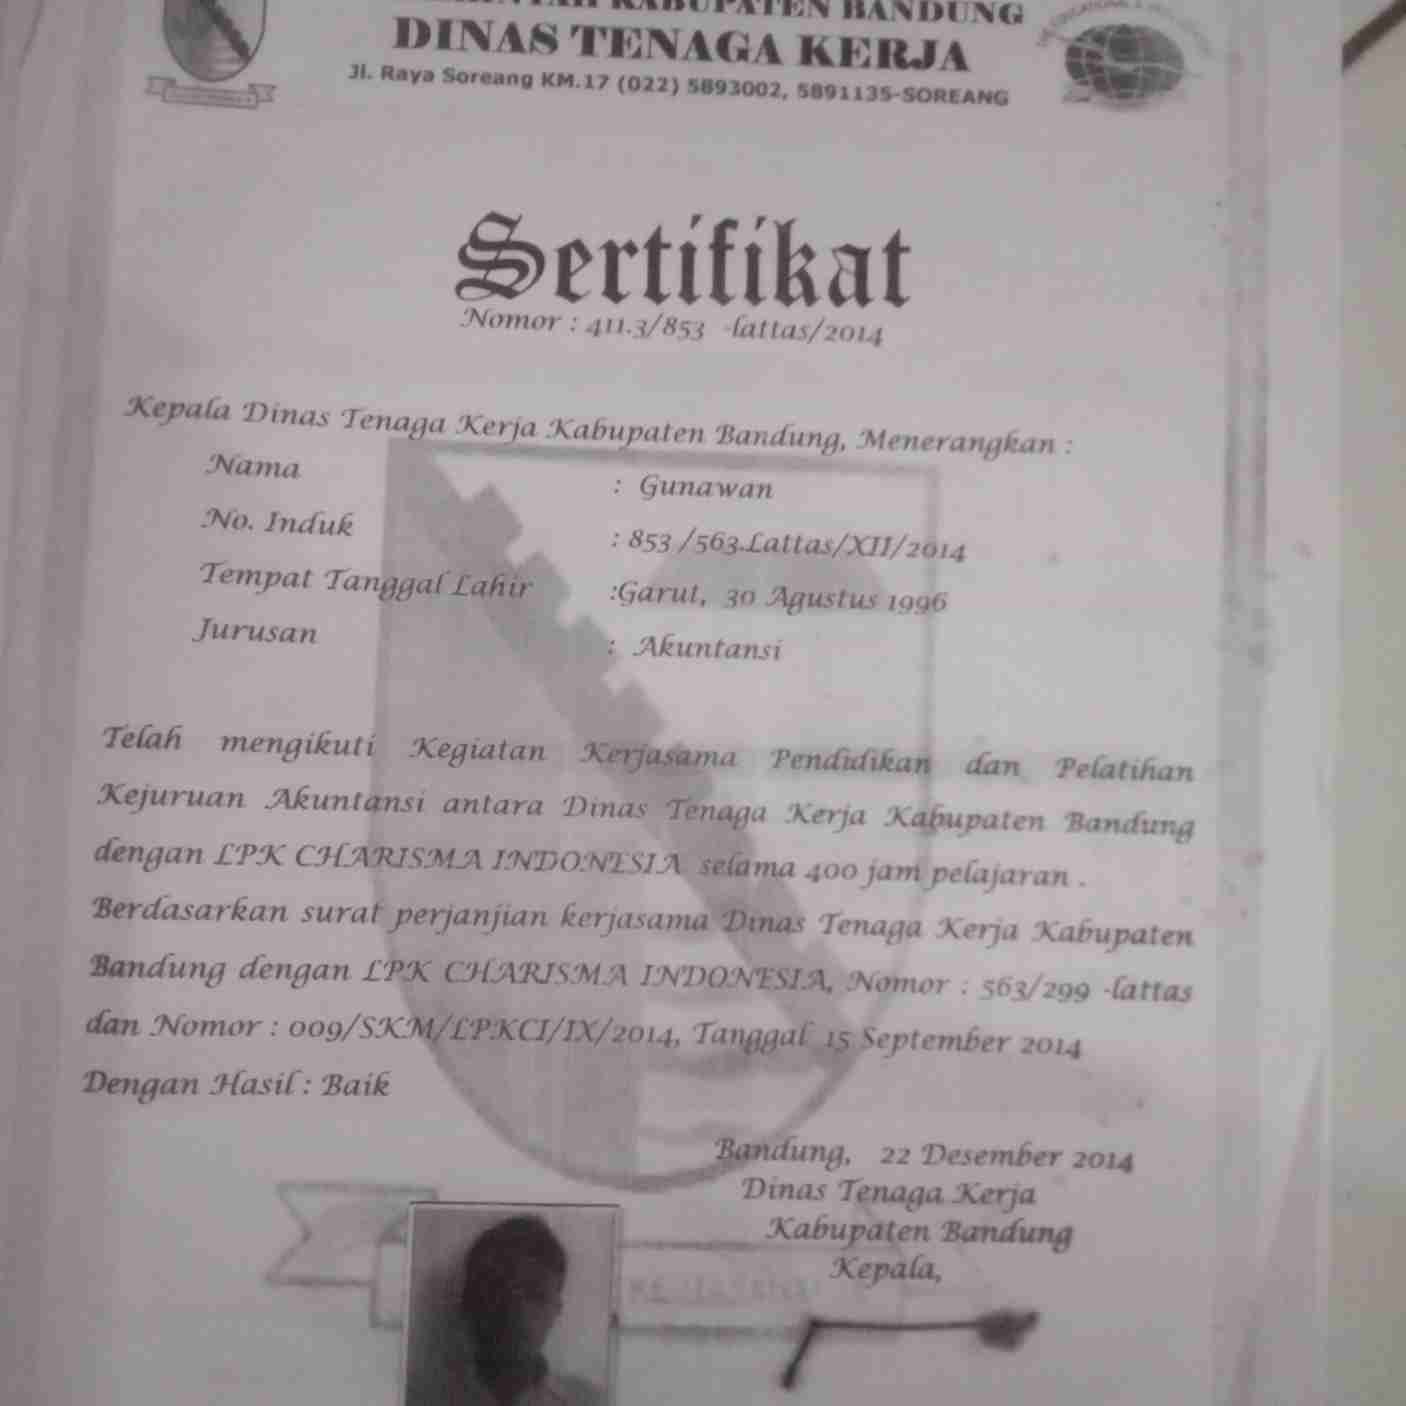 KABUPATEN BANDUNG
DINAS TENAGA KERJA
Jl. Raya Soreang KM.17 (022) 5893002, 5891135-SOREANG
Sertifikat
Nomor : 411.3/853 -lattas/2014
Kepala Dinas Tenaga Kerja Kabupaten Bandung, Menerangkan :
Nama : Gunawan
No. Induk : 853 /563.Lattas/XII/2014
Tempat Tanggal Lahir :Garut, 30 Agustus 1996
Jurusan : Akuntansi
Telah mengikuti Kegiatan Kerjasama Pendidikan dan Pelatihan
Kejuruan Akuntansi antara Dinas Tenaga Kerja Kabupaten Bandung
dengan LPK CHARISMA INDONESIA selama 400 jam pelajaran .
Berdasarkan surat perjanjian kerjasama Dinas Tenaga Kerja Kabupaten
Bandung dengan LPK CHARISMA INDONESIA, Nomor : 563/299 -lattas
dan Nomor : 009/SKM/LPKCI/IX/2014, Tanggal 15 September 2014
Dengan Hasil : Baik
Bandung, 22 Desember 2014
Dinas Tenaga Kerja
Kabupaten Bandung
Kepala,